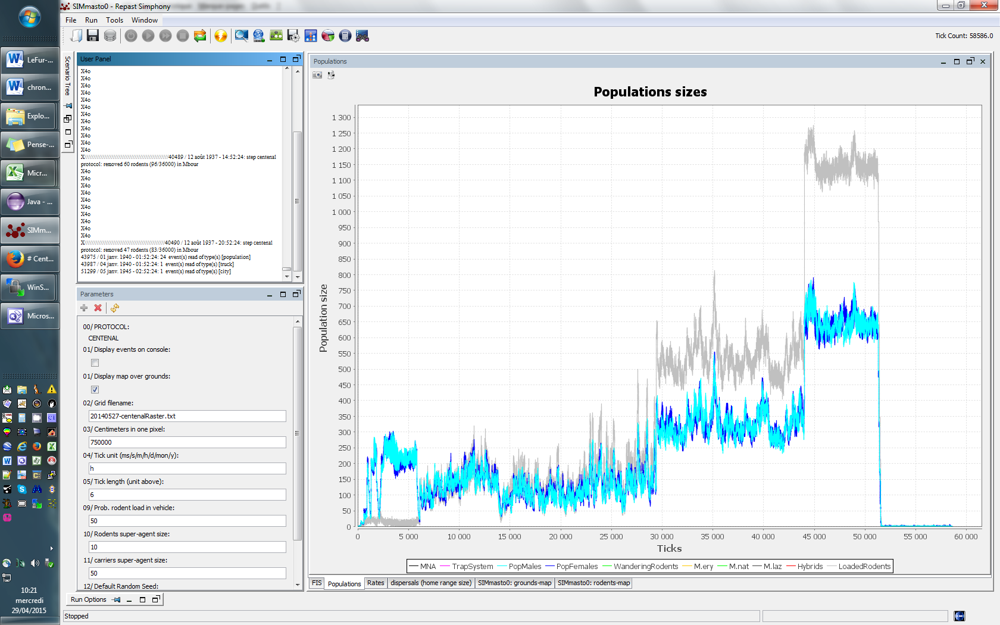 SIMmasto0 - Repast Simphony
File Run Tools Window
Tick Count: 58586.0
LeFur-...
chron...
Explo...
Pense-...
Micr...
Java - ...
SIMm...
# Cent...
WinS...
Micros...
10:21
mercredi
29/04/2015
Scenario Tree
User Panel
X4o
X4o
X4o
X4o
X4o
X4o
X4o
X4o
X4o
X4o
X4o
X4o
X///////////////////////////////////////////////40489 / 12 août 1937 - 14:52:24: step centenal
protocol: removed 60 rodents (96/36000) in Mbour
X4o
X4o
X4o
X4o
X4o
X4o
X4o
X4o
X4o
X4o
X/////////////////////////////////////////////40490 / 12 août 1937 - 20:52:24: step centenal
protocol: removed 47 rodents (83/36000) in Mbour
43975 / 01 janv. 1940 - 01:52:24: 24 event(s) read of type(s) [population]
43987 / 04 janv. 1940 - 01:52:24: 1 event(s) read of type(s) [truck]
51299 / 05 janv. 1945 - 02:52:24: 1 event(s) read of type(s) [city]
Parameters
00/ PROTOCOL:
CENTENAL
01/ Display events on console:
01/ Display map over grounds:
02/ Grid filename:
20140527-centenalRaster.txt
03/ Centimeters in one pixel:
750000
04/ Tick unit (ms/s/m/h/d/mon/y):
h
05/ Tick length (unit above):
6
09/ Prob. rodent load in vehicle:
50
10/ Rodents super-agent size:
10
11/ carriers super-agent size:
50
12/ Default Random Seed:
Run Options
Stopped
Populations
Populations sizes
Population size
1 300
1 250
1 200
1 150
1 100
1 050
1 000
950
900
850
800
750
700
650
600
550
500
450
400
350
300
250
200
150
100
50
0
0 5 000 10 000 15 000 20 000 25 000 30 000 35 000 40 000 45 000 50 000 55 000 60 000
Ticks
MNA TrapSystem PopMales PopFemales WanderingRodents M.ery M.nat M.laz Hybrids LoadedRodents
FIS Populations Rates dispersals (home range size) SIMmasto0: grounds-map SIMmasto0: rodents-map